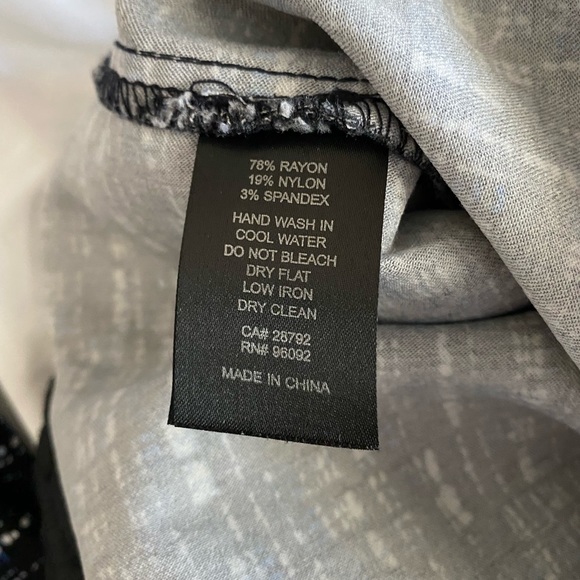 78% RAYON
19% NYLON
3% SPANDEX
HAND WASH IN
COOL WATER
DO NOT BLEACH
DRY FLAT
LOW IRON
DRY CLEAN
CA# 28792
RN# 96092
MADE IN CHINA